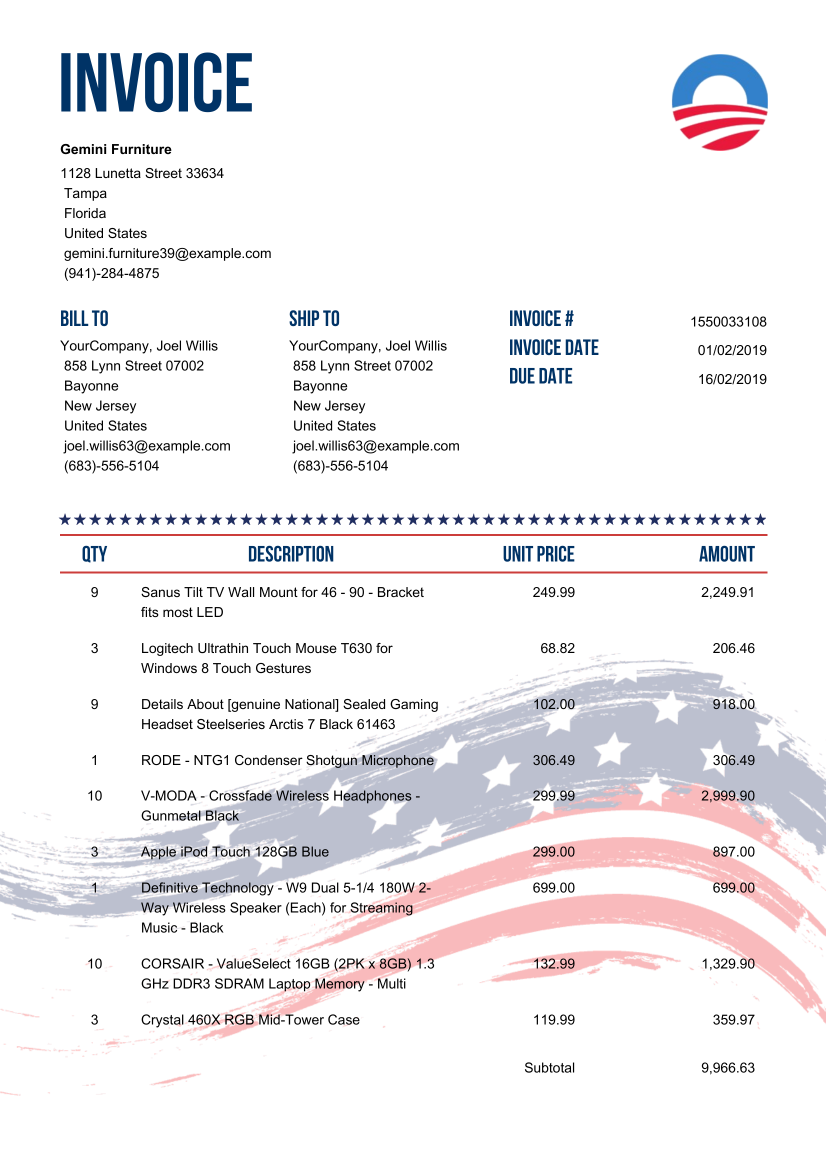 INVOICE
Gemini Furniture
1128 Lunetta Street 33634
Tampa
Florida
United States
gemini.furniture39@example.com
(941)-284-4875
BILL TO
YourCompany, Joel Willis
858 Lynn Street 07002
Bayonne
New Jersey
United States
joel.willis63@example.com
(683)-556-5104
SHIP TO
YourCompany, Joel Willis
858 Lynn Street 07002
Bayonne
New Jersey
United States
joel.willis63@example.com
(683)-556-5104
INVOICE # 1550033108
INVOICE DATE 01/02/2019
DUE DATE 16/02/2019
QTY DESCRIPTION UNIT PRICE AMOUNT
9 Sanus Tilt TV Wall Mount for 46 - 90 - Bracket 249.99 2,249.91
fits most LED
3 Logitech Ultrathin Touch Mouse T630 for 68.82 206.46
Windows 8 Touch Gestures
9 Details About [genuine National] Sealed Gaming 102.00 918.00
Headset Steelseries Arctis 7 Black 61463
1 RODE - NTG1 Condenser Shotgun Microphone 306.49 306.49
10 V-MODA - Crossfade Wireless Headphones - 299.99 2,999.90
Gunmetal Black
3 Apple iPod Touch 128GB Blue 299.00 897.00
1 Definitive Technology - W9 Dual 5-1/4 180W 2- 699.00 699.00
Way Wireless Speaker (Each) for Streaming
Music - Black
10 CORSAIR - ValueSelect 16GB (2PK x 8GB) 1.3 132.99 1,329.90
GHz DDR3 SDRAM Laptop Memory - Multi
3 Crystal 460X RGB Mid-Tower Case 119.99 359.97
Subtotal 9,966.63